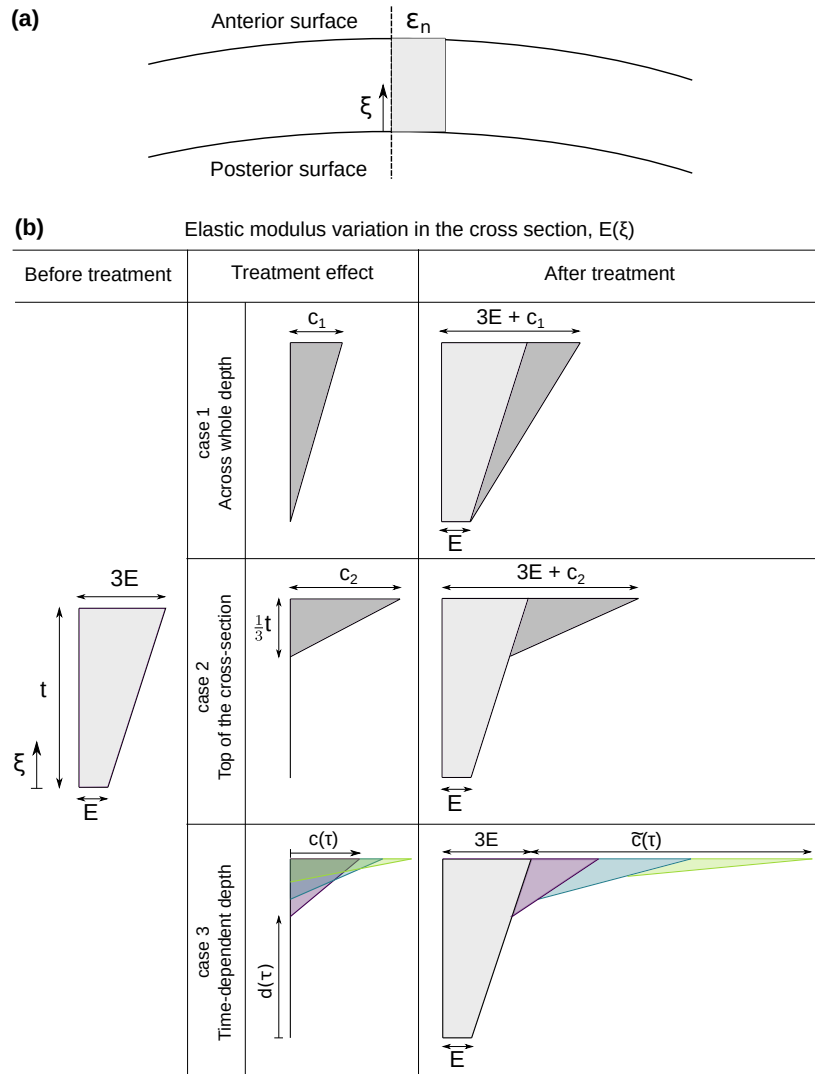 (a)
Anterior surface
εn
ξ
Posterior surface
(b)
Elastic modulus variation in the cross section, E(ξ)
Before treatment
Treatment effect
After treatment
case 1
Across whole depth
c1
3E + c1
E
3E
t
ξ
E
case 2
Top of the cross-section
c2
1/3 t
3E + c2
E
case 3
Time-dependent depth
c(τ)
d(τ)
3E
c̃(τ)
E